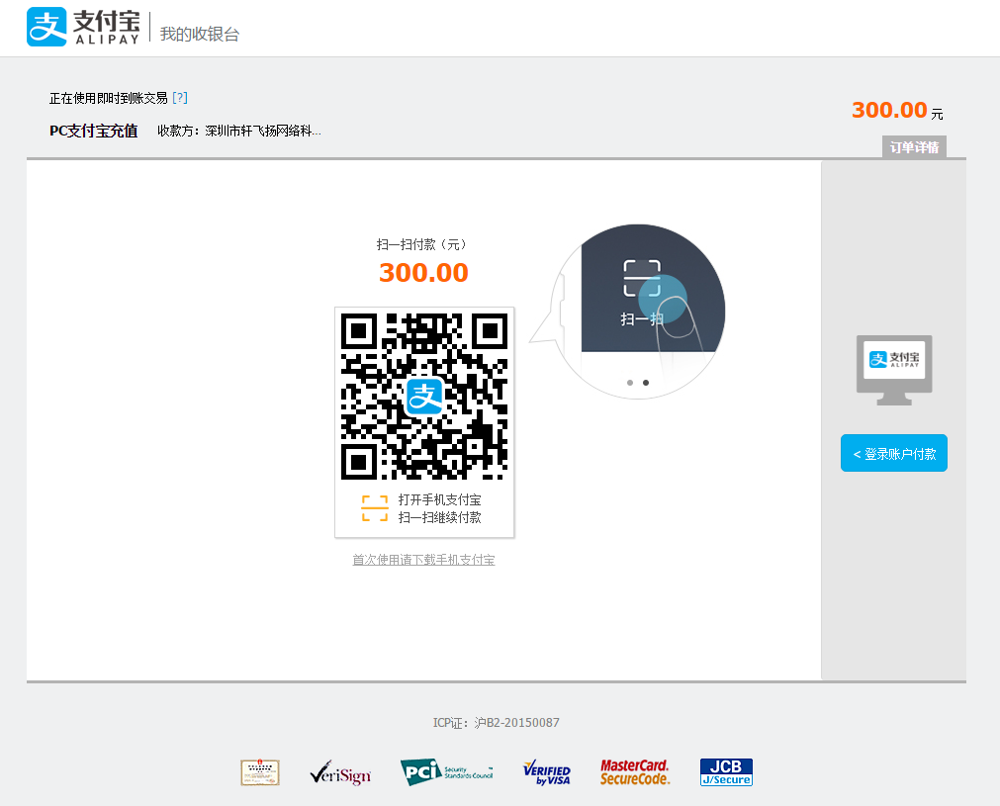 支付宝
ALIPAY
我的收银台
正在使用即时到账交易 [?]
PC支付宝充值 收款方：深圳市轩飞扬网络科...
300.00 元
订单详情
扫一扫付款（元）
300.00
扫一扫
支
打开手机支付宝
扫一扫继续付款
首次使用请下载手机支付宝
支付宝
ALIPAY
< 登录账户付款
ICP证：沪B2-20150087
VeriSign
PCI Security Standards Council
VERIFIED
by VISA
MasterCard.
SecureCode.
JCB
J/Secure